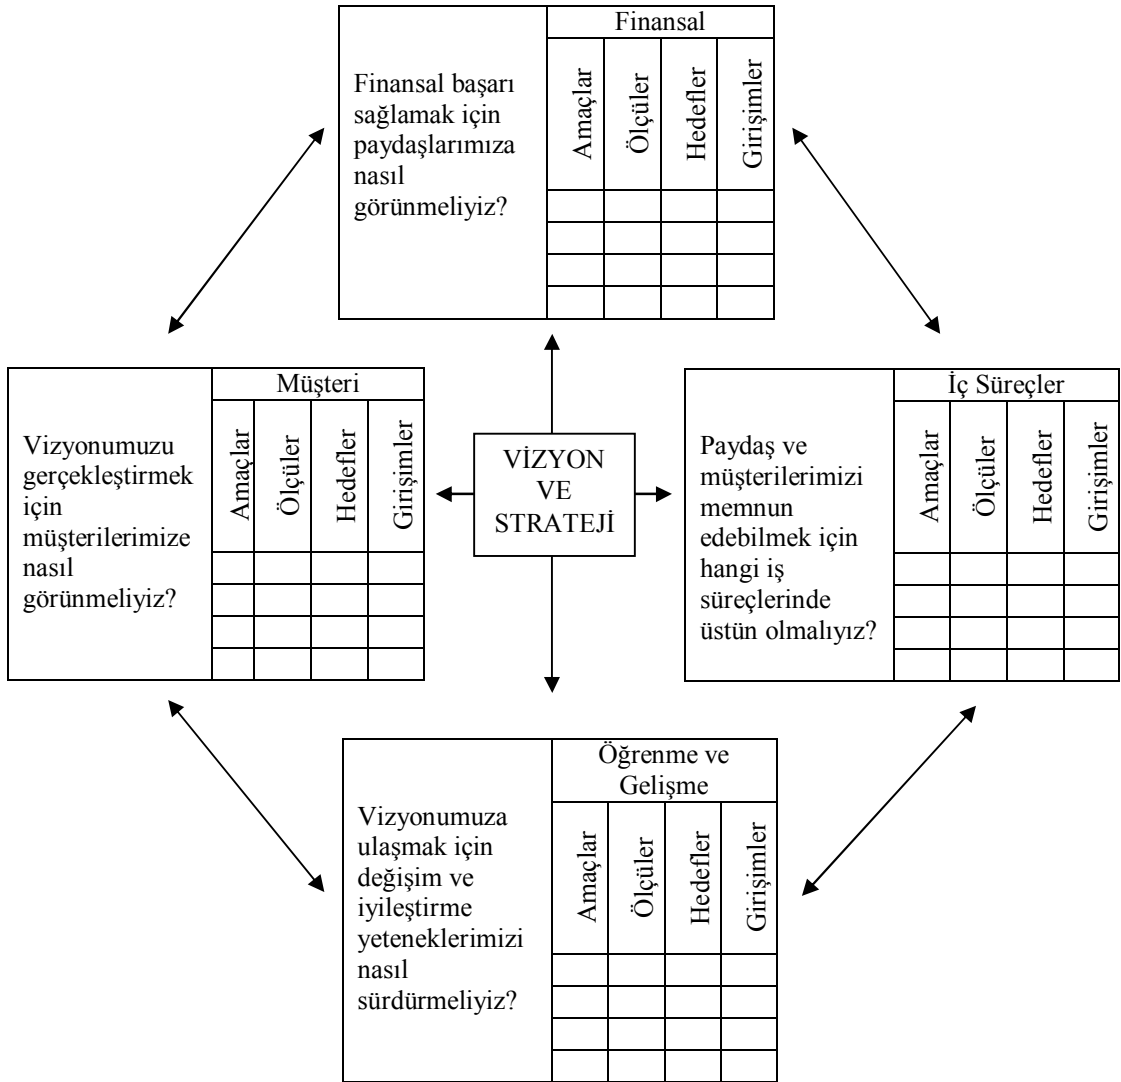 Finansal başarı
sağlamak için
paydaşlarımıza
nasıl
görünmeliyiz?
Finansal
Amaçlar
Ölçüler
Hedefler
Girişimler
Vizyonumuzu
gerçekleştirmek
için
müşterilerimize
nasıl
görünmeliyiz?
Müşteri
Amaçlar
Ölçüler
Hedefler
Girişimler
VİZYON
VE
STRATEJİ
Paydaş ve
müşterilerimizi
memnun
edebilmek için
hangi iş
süreçlerinde
üstün olmalıyız?
İç Süreçler
Amaçlar
Ölçüler
Hedefler
Girişimler
Vizyonumuza
ulaşmak için
değişim ve
iyileştirme
yeteneklerimizi
nasıl
sürdürmeliyiz?
Öğrenme ve
Gelişme
Amaçlar
Ölçüler
Hedefler
Girişimler